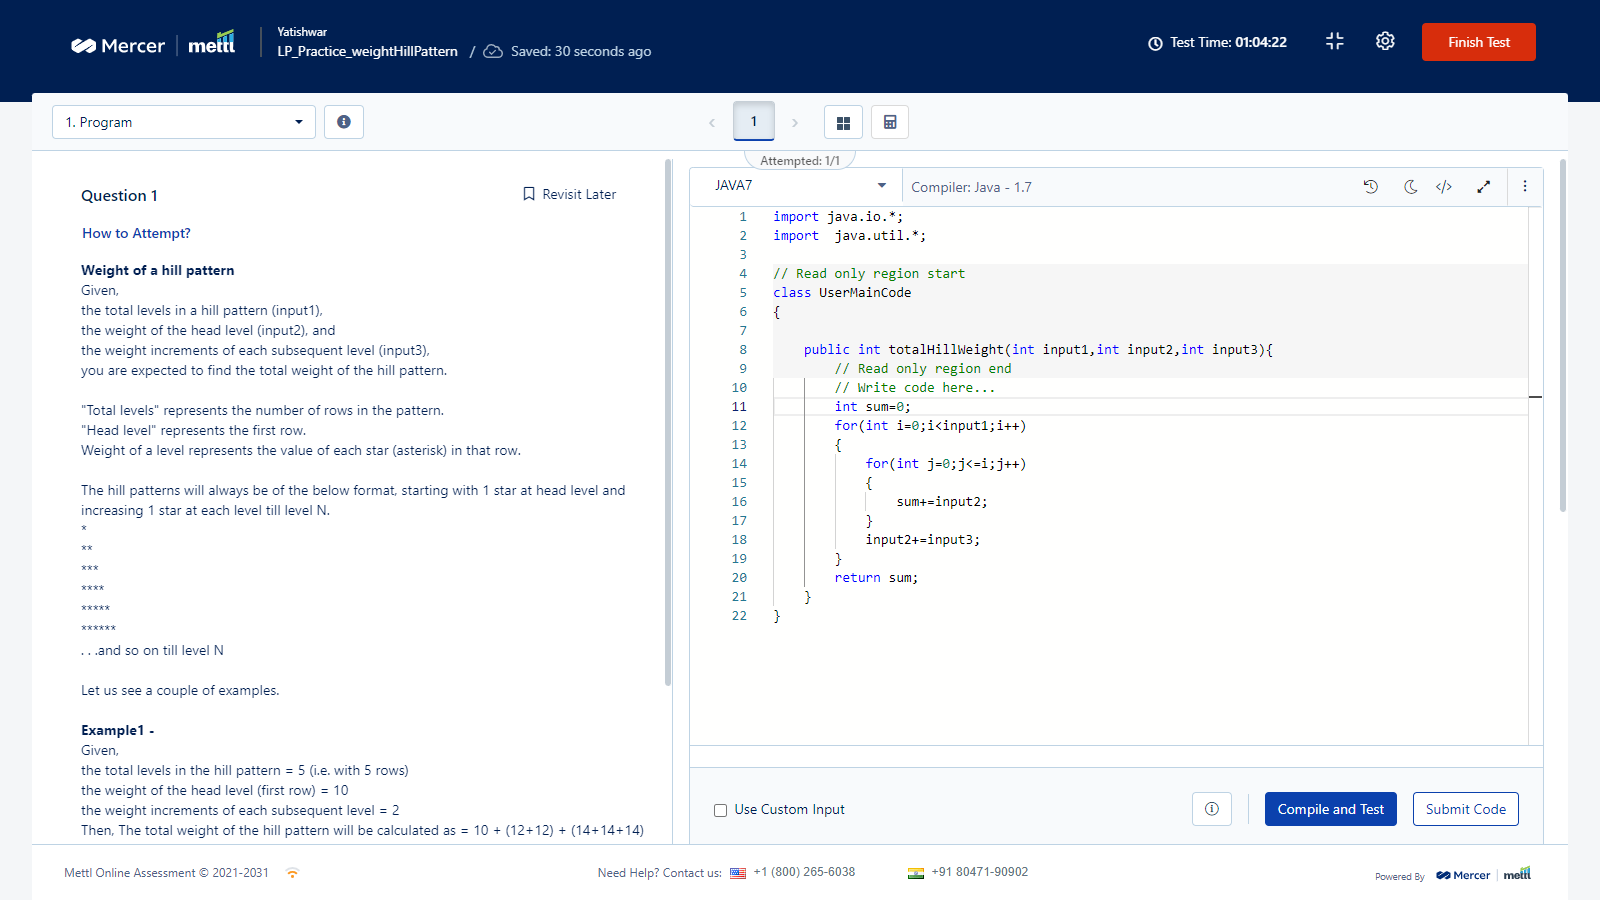 Mercer
mettl
Yatishwar
LP_Practice_weightHillPattern / Saved: 30 seconds ago
Test Time: 01:04:22
Finish Test
1. Program
1
Attempted: 1/1
Question 1
Revisit Later
How to Attempt?
Weight of a hill pattern
Given,
the total levels in a hill pattern (input1),
the weight of the head level (input2), and
the weight increments of each subsequent level (input3),
you are expected to find the total weight of the hill pattern.
"Total levels" represents the number of rows in the pattern.
"Head level" represents the first row.
Weight of a level represents the value of each star (asterisk) in that row.
The hill patterns will always be of the below format, starting with 1 star at head level and
increasing 1 star at each level till level N.
*
**
***
****
*****
******
. . .and so on till level N
Let us see a couple of examples.
Example1 -
Given,
the total levels in the hill pattern = 5 (i.e. with 5 rows)
the weight of the head level (first row) = 10
the weight increments of each subsequent level = 2
Then, The total weight of the hill pattern will be calculated as = 10 + (12+12) + (14+14+14)
JAVA7
Compiler: Java - 1.7
1 import java.io.*;
2 import  java.util.*;
3
4 // Read only region start
5 class UserMainCode
6 {
7
8     public int totalHillWeight(int input1,int input2,int input3){
9         // Read only region end
10         // Write code here...
11         int sum=0;
12         for(int i=0;i<input1;i++)
13         {
14             for(int j=0;j<=i;j++)
15             {
16                 sum+=input2;
17             }
18             input2+=input3;
19         }
20         return sum;
21     }
22 }
Use Custom Input
Compile and Test
Submit Code
Mettl Online Assessment © 2021-2031
Need Help? Contact us: +1 (800) 265-6038
+91 80471-90902
Powered By Mercer mettl